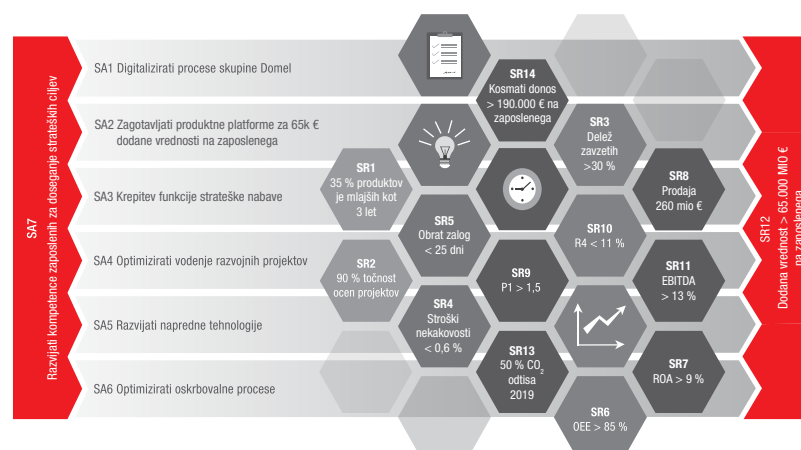 SA7
Razvijati kompetence zaposlenih za doseganje strateških ciljev
SA1 Digitalizirati procese skupine Domel
SA2 Zagotavljati produktne platforme za 65k €
dodane vrednosti na zaposlenega
SA3 Krepitev funkcije strateške nabave
SA4 Optimizirati vodenje razvojnih projektov
SA5 Razvijati napredne tehnologije
SA6 Optimizirati oskrbovalne procese
SR1
35 % produktov
je mlajših kot
3 let
SR2
90 % točnost
ocen projektov
SR5
Obrat zalog
< 25 dni
SR4
Stroški
nekakovosti
< 0,6 %
SR14
Kosmati donos
> 190.000 € na
zaposlenega
SR9
P1 > 1,5
SR13
50 % CO2
odtisa
2019
SR3
Delež
zavzetih
>30 %
SR10
R4 < 11 %
SR6
OEE > 85 %
SR8
Prodaja
260 mio €
SR11
EBITDA
> 13 %
SR7
ROA > 9 %
SR12
Dodana vrednost > 65.000 MIO €
na zaposlenega